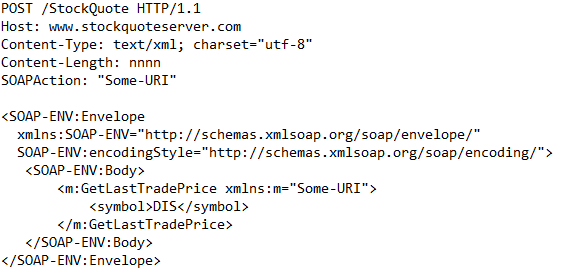 POST /StockQuote HTTP/1.1
Host: www.stockquoteserver.com
Content-Type: text/xml; charset="utf-8"
Content-Length: nnnn
SOAPAction: "Some-URI"

<SOAP-ENV:Envelope
  xmlns:SOAP-ENV="http://schemas.xmlsoap.org/soap/envelope/"
  SOAP-ENV:encodingStyle="http://schemas.xmlsoap.org/soap/encoding/">
   <SOAP-ENV:Body>
       <m:GetLastTradePrice xmlns:m="Some-URI">
           <symbol>DIS</symbol>
       </m:GetLastTradePrice>
   </SOAP-ENV:Body>
</SOAP-ENV:Envelope>